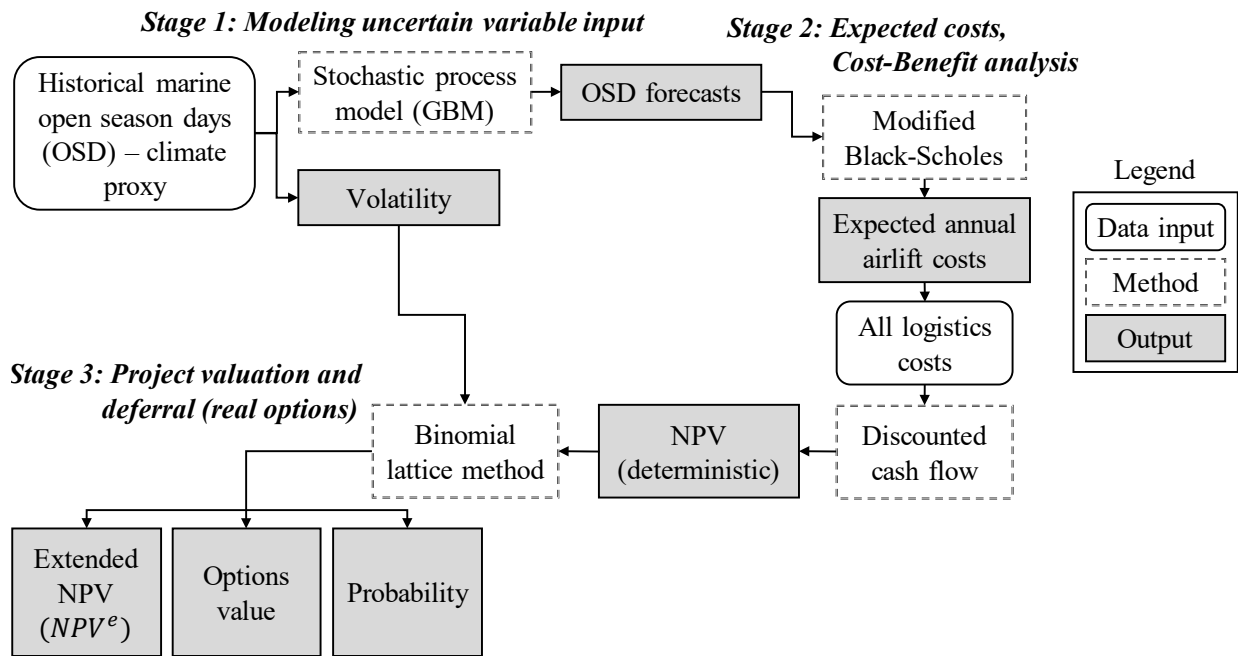 Stage 1: Modeling uncertain variable input
Historical marine
open season days
(OSD) – climate
proxy
Stochastic process
model (GBM)
OSD forecasts
Volatility
Stage 2: Expected costs,
Cost-Benefit analysis
Modified
Black-Scholes
Expected annual
airlift costs
All logistics
costs
Discounted
cash flow
NPV
(deterministic)
Stage 3: Project valuation and
deferral (real options)
Binomial
lattice method
Extended
NPV
(NPVᵉ)
Options
value
Probability
Legend
Data input
Method
Output